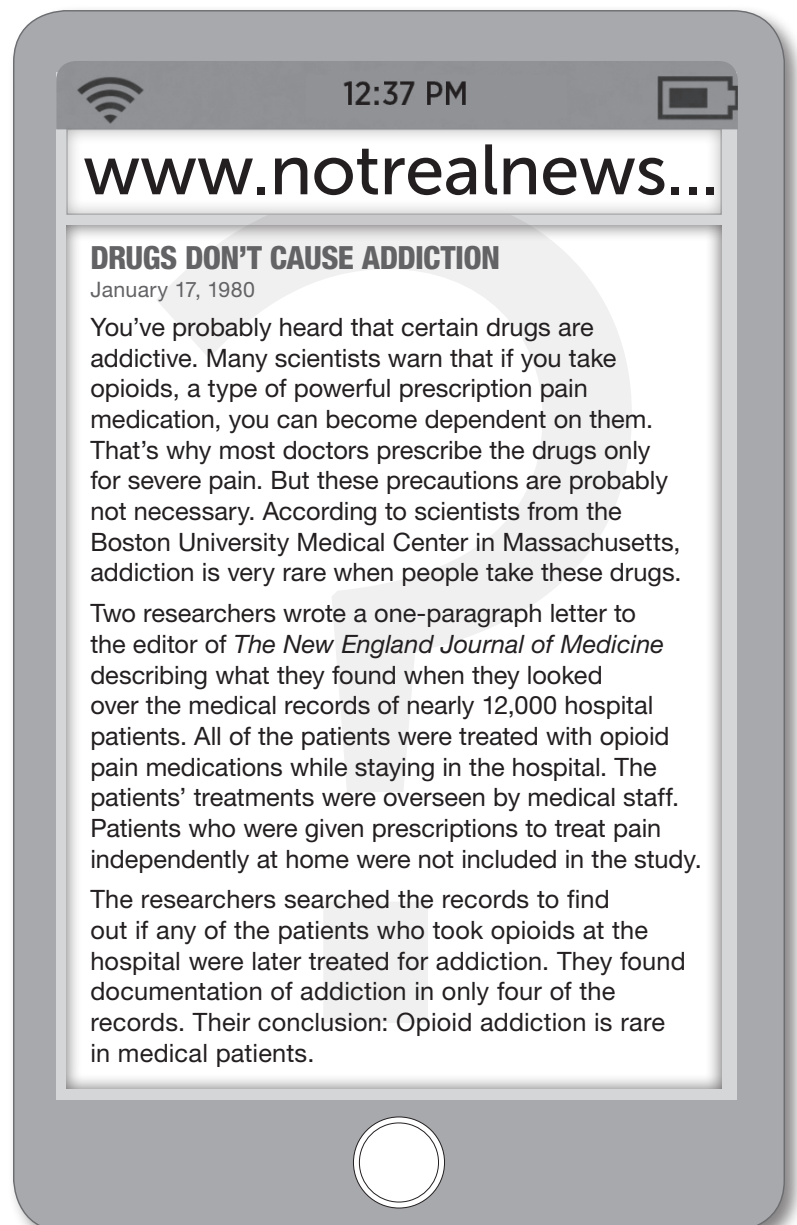 12:37 PM
www.notrealnews...
DRUGS DON’T CAUSE ADDICTION
January 17, 1980
You’ve probably heard that certain drugs are
addictive. Many scientists warn that if you take
opioids, a type of powerful prescription pain
medication, you can become dependent on them.
That’s why most doctors prescribe the drugs only
for severe pain. But these precautions are probably
not necessary. According to scientists from the
Boston University Medical Center in Massachusetts,
addiction is very rare when people take these drugs.
Two researchers wrote a one-paragraph letter to
the editor of The New England Journal of Medicine
describing what they found when they looked
over the medical records of nearly 12,000 hospital
patients. All of the patients were treated with opioid
pain medications while staying in the hospital. The
patients’ treatments were overseen by medical staff.
Patients who were given prescriptions to treat pain
independently at home were not included in the study.
The researchers searched the records to find
out if any of the patients who took opioids at the
hospital were later treated for addiction. They found
documentation of addiction in only four of the
records. Their conclusion: Opioid addiction is rare
in medical patients.